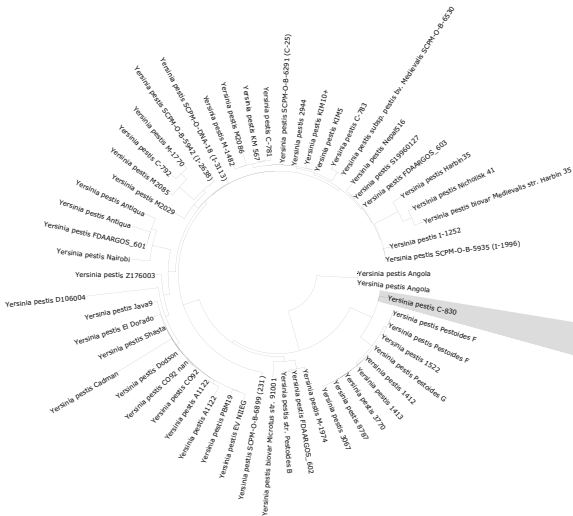 Yersinia pestis SCPM-O-B-6291 (C-25)
Yersinia pestis 2944
Yersinia pestis KIM10+
Yersinia pestis KIM5
Yersinia pestis C-783
Yersinia pestis subsp. pestis bv. Medievalis SCPM-O-B-6530
Yersinia pestis Nepal516
Yersinia pestis S19960127
Yersinia pestis FDAARGOS_603
Yersinia pestis Harbin35
Yersinia pestis Nicholisk 41
Yersinia pestis biovar Medievalis str. Harbin 35
Yersinia pestis I-1252
Yersinia pestis SCPM-O-B-5935 (I-1996)
Yersinia pestis Angola
Yersinia pestis Angola
Yersinia pestis C-830
Yersinia pestis Pestoides F
Yersinia pestis Pestoides F
Yersinia pestis 1522
Yersinia pestis Pestoides G
Yersinia pestis 1412
Yersinia pestis 1413
Yersinia pestis 3770
Yersinia pestis 8787
Yersinia pestis 3067
Yersinia pestis M-1974
Yersinia pestis FDAARGOS_602
Yersinia pestis str. Pestoides B
Yersinia pestis biovar Microtus str. 91001
Yersinia pestis SCPM-O-B-6899 (231)
Yersinia pestis EV NIIEG
Yersinia pestis PBM19
Yersinia pestis A1122
Yersinia pestis A1122
Yersinia pestis CO92
Yersinia pestis CO92_nan
Yersinia pestis Dodson
Yersinia pestis Cadman
Yersinia pestis Shasta
Yersinia pestis El Dorado
Yersinia pestis Java9
Yersinia pestis D106004
Yersinia pestis Z176003
Yersinia pestis Nairobi
Yersinia pestis FDAARGOS_601
Yersinia pestis Antiqua
Yersinia pestis Antiqua
Yersinia pestis M2029
Yersinia pestis M2085
Yersinia pestis C-792
Yersinia pestis M-1770
Yersinia pestis SCPM-O-B-5942 (I-2638)
Yersinia pestis SCPM-O-DNA-18 (I-3113)
Yersinia pestis M-1482
Yersinia pestis M2086
Yersinia pestis KM 567
Yersinia pestis C-781